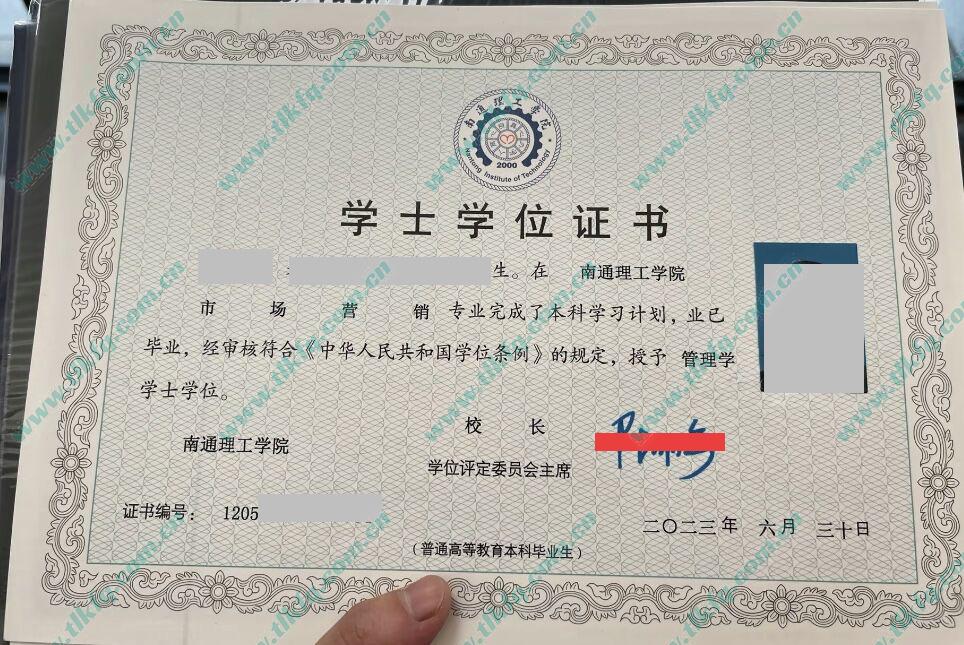 南通理工学院
2000
Nantong Institute of Technology
学士学位证书
生。在 南通理工学院
市场营销 专业完成了本科学习计划，业已
毕业，经审核符合《中华人民共和国学位条例》的规定，授予 管理学
学士学位。
校 长
南通理工学院
学位评定委员会主席
证书编号： 1205
二〇二三年 六月 三十日
（普通高等教育本科毕业生）
www.tlkfq.com.cn